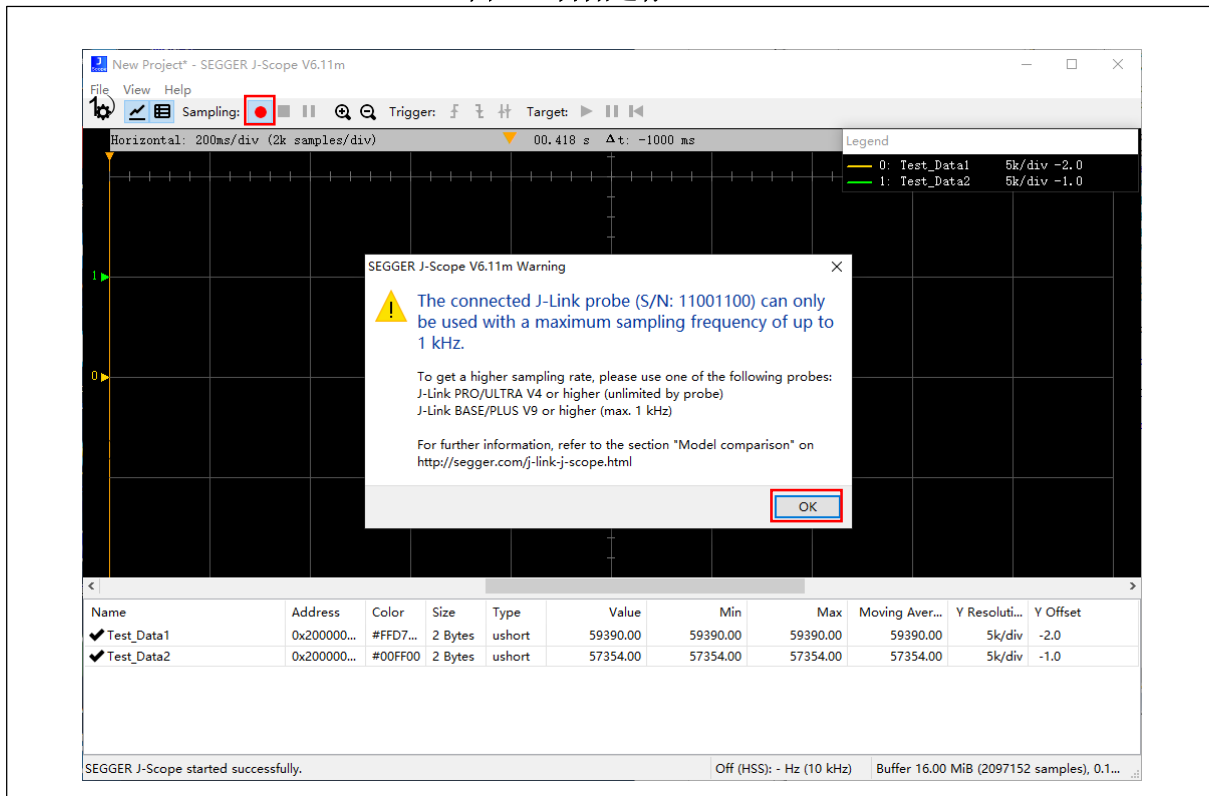 New Project* - SEGGER J-Scope V6.11m
File View Help
Sampling: Trigger: Target:
Horizontal: 200ms/div (2k samples/div) 00.418 s Δt: -1000 ms
Legend
0: Test_Data1 5k/div -2.0
1: Test_Data2 5k/div -1.0
1
0
SEGGER J-Scope V6.11m Warning
The connected J-Link probe (S/N: 11001100) can only
be used with a maximum sampling frequency of up to
1 kHz.
To get a higher sampling rate, please use one of the following probes:
J-Link PRO/ULTRA V4 or higher (unlimited by probe)
J-Link BASE/PLUS V9 or higher (max. 1 kHz)
For further information, refer to the section "Model comparison" on
http://segger.com/j-link-j-scope.html
OK
Name Address Color Size Type Value Min Max Moving Aver... Y Resoluti... Y Offset
Test_Data1 0x200000... #FFD7... 2 Bytes ushort 59390.00 59390.00 59390.00 59390.00 5k/div -2.0
Test_Data2 0x200000... #00FF00 2 Bytes ushort 57354.00 57354.00 57354.00 57354.00 5k/div -1.0
SEGGER J-Scope started successfully. Off (HSS): - Hz (10 kHz) Buffer 16.00 MiB (2097152 samples), 0.1...